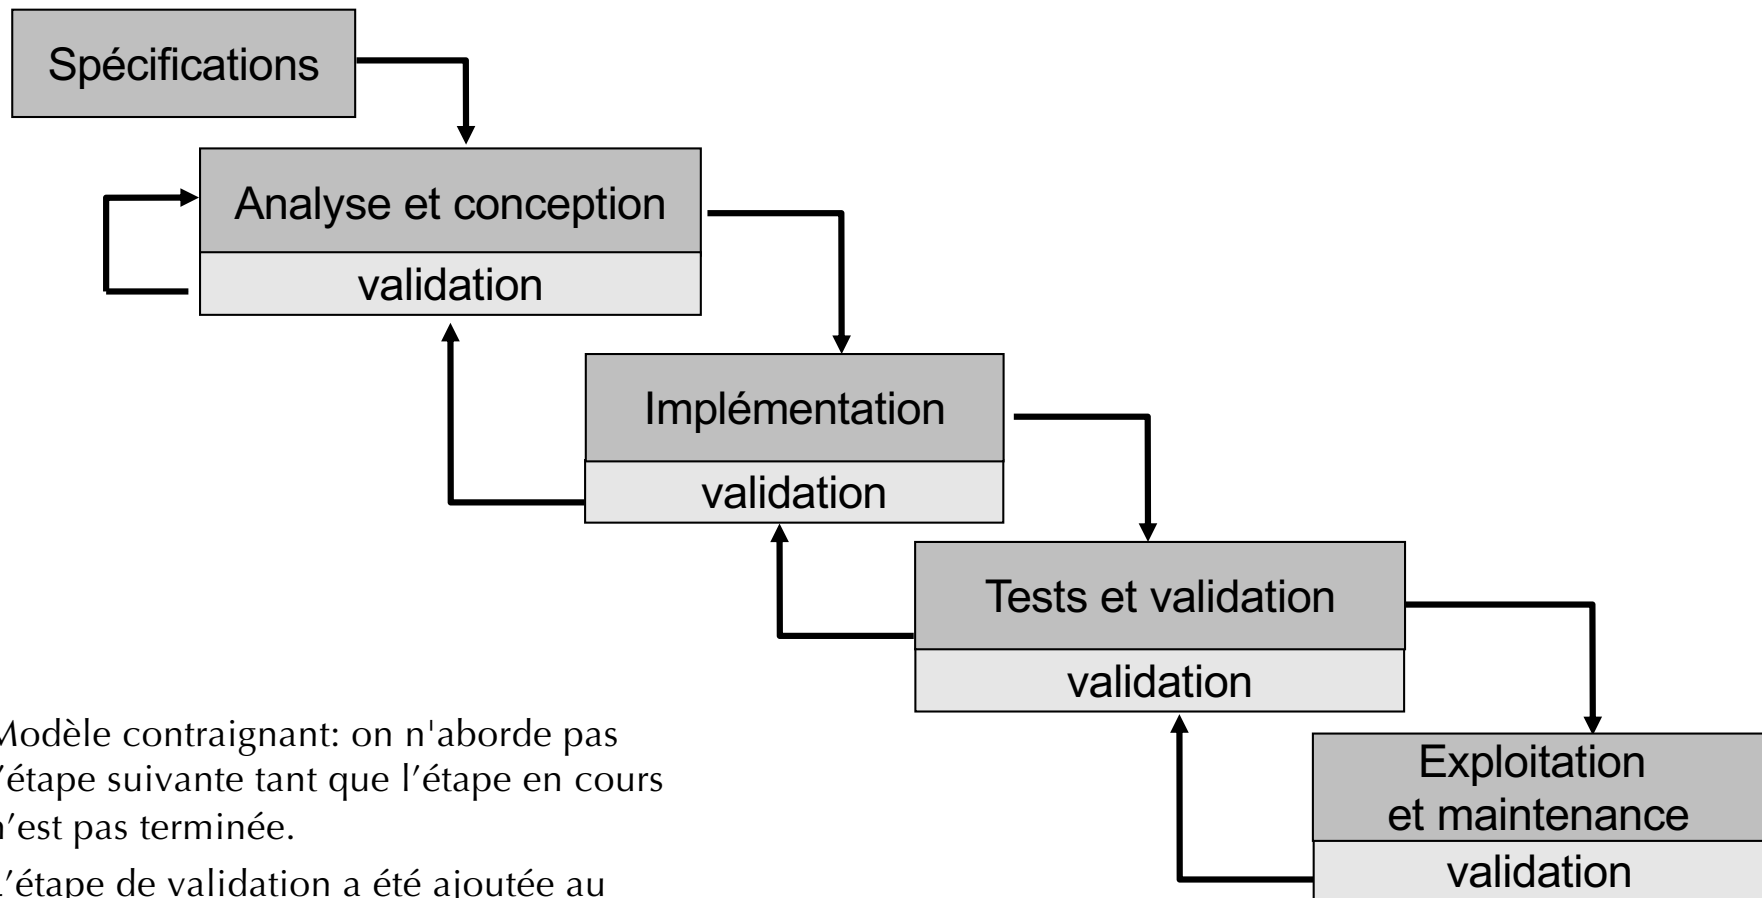 Spécifications
Analyse et conception
validation
Implémentation
validation
Tests et validation
validation
Exploitation
et maintenance
validation
Modèle contraignant: on n'aborde pas
l’étape suivante tant que l’étape en cours
n’est pas terminée.
L’étape de validation a été ajoutée au